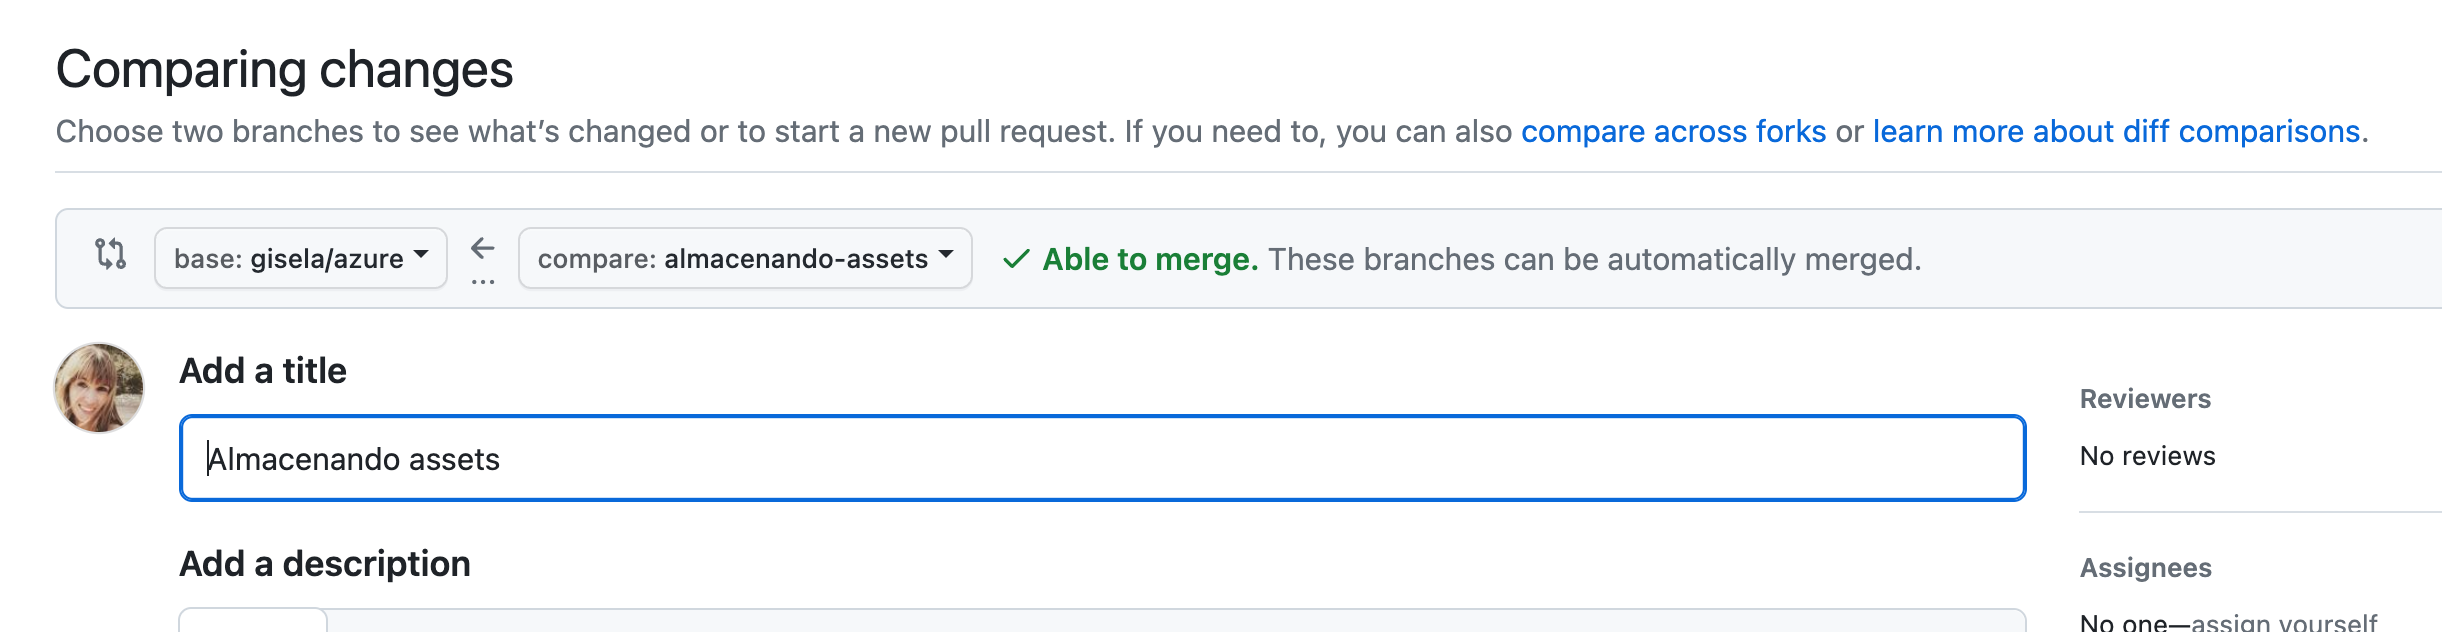 Comparing changes
Choose two branches to see what’s changed or to start a new pull request. If you need to, you can also compare across forks or learn more about diff comparisons.
base: gisela/azure
...
compare: almacenando-assets
Able to merge. These branches can be automatically merged.
Add a title
Almacenando assets
Reviewers
No reviews
Add a description
Assignees
No one—assign yourself